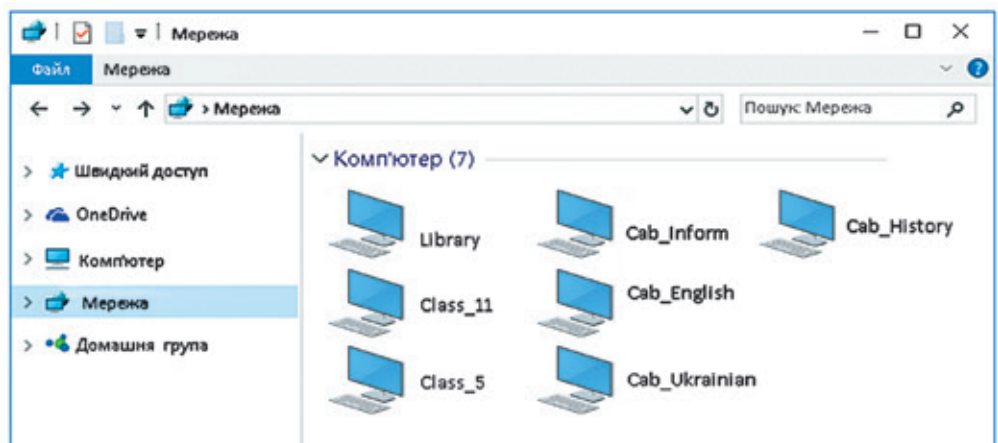 Мережа
Файл Мережа
Мережа Пошук: Мережа
Швидкий доступ
OneDrive
Комп'ютер
Мережа
Домашня група
Комп'ютер (7)
Library Cab_Inform Cab_History
Class_11 Cab_English
Class_5 Cab_Ukrainian